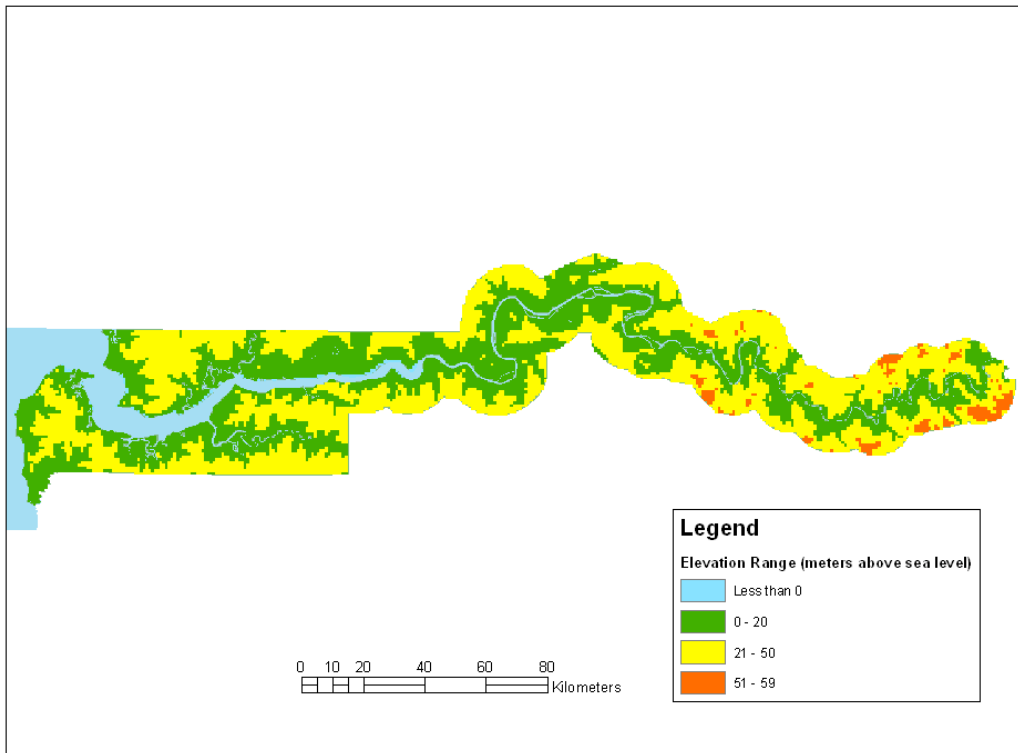 Legend
Elevation Range (meters above sea level)
Less than 0
0 - 20
21 - 50
51 - 59
0 10 20 40 60 80
Kilometers